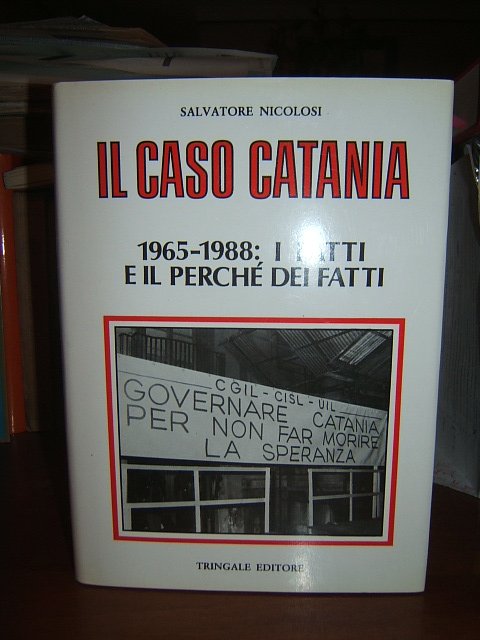 SALVATORE NICOLOSI
IL CASO CATANIA
1965-1988: I FATTI
E IL PERCHÉ DEI FATTI
CGIL - CISL - UIL
GOVERNARE CATANIA
PER NON FAR MORIRE
LA SPERANZA
TRINGALE EDITORE